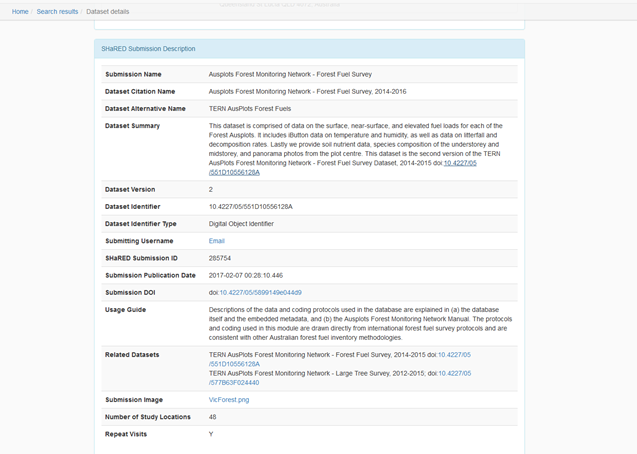 Home / Search results / Dataset details
SHaRED Submission Description
Submission Name Ausplots Forest Monitoring Network - Forest Fuel Survey
Dataset Citation Name Ausplots Forest Monitoring Network - Forest Fuel Survey, 2014-2016
Dataset Alternative Name TERN AusPlots Forest Fuels
Dataset Summary This dataset is comprised of data on the surface, near-surface, and elevated fuel loads for each of the
Forest Ausplots. it includes iButton data on temperature and humidity, as well as data on litterfall and
decomposition rates. Lastly we provide soil nutrient data, species composition of the understorey and
midstorey, and panorama photos from the plot centre. This dataset is the second version of the TERN
AusPlots Forest Monitoring Network - Forest Fuel Survey Dataset, 2014-2015 doi:10.4227/05
/551D10556128A
Dataset Version 2
Dataset Identifier 10.4227/05/551D10556128A
Dataset Identifier Type Digital Object Identifier
Submitting Username Email
SHaRED Submission ID 285754
Submission Publication Date 2017-02-07 00:28:10.446
Submission DOI doi:10.4227/05/5899149e044d9
Usage Guide Descriptions of the data and coding protocols used in the database are explained in (a) the database
itself and the embedded metadata, and (b) the Ausplots Forest Monitoring Network Manual. The protocols
and coding used in this module are drawn directly from international forest fuel survey protocols and are
consistent with other Australian forest fuel inventory methodologies.
Related Datasets TERN AusPlots Forest Monitoring Network - Forest Fuel Survey, 2014-2015 doi:10.4227/05
/551D10556128A
TERN AusPlots Forest Monitoring Network - Large Tree Survey, 2012-2015; doi:10.4227/05
/577B63F024440
Submission Image VicForest.png
Number of Study Locations 48
Repeat Visits Y